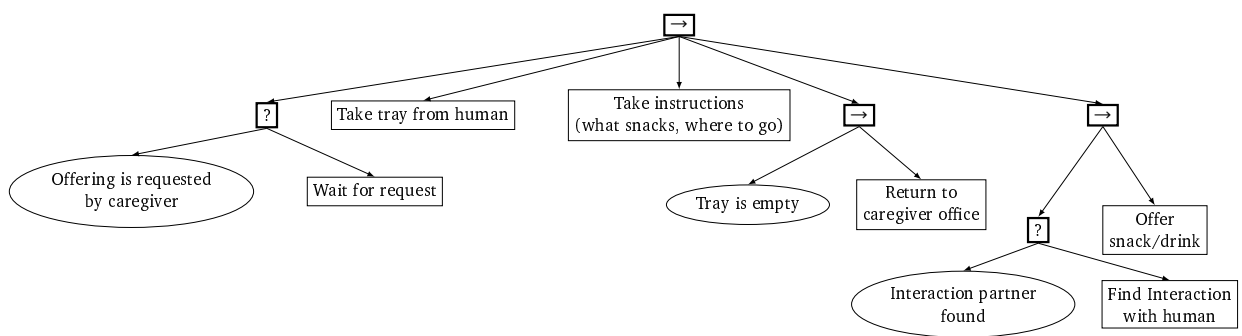 →
?
Take tray from human
Take instructions
(what snacks, where to go)
→
→
Offering is requested
by caregiver
Wait for request
Tray is empty
Return to
caregiver office
?
Offer
snack/drink
Interaction partner
found
Find Interaction
with human